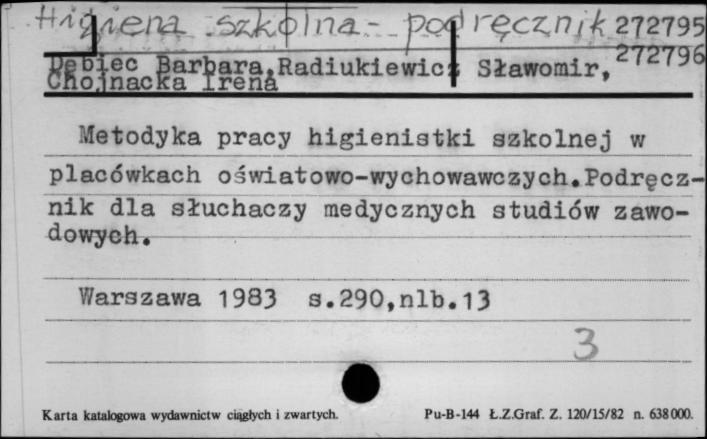 Higiena szkolna - podręcznik 272795
272796
Dębiec Barbara, Radiukiewicz Sławomir,
Chojnacka Irena
Metodyka pracy higienistki szkolnej w
placówkach oświatowo-wychowawczych. Podręcz-
nik dla słuchaczy medycznych studiów zawo-
dowych.
Warszawa 1983 s.290,nlb.13
3
Karta katalogowa wydawnictw ciągłych i zwartych. Pu-B-144 Ł.Z.Graf. Z. 120/15/82 n. 638000.